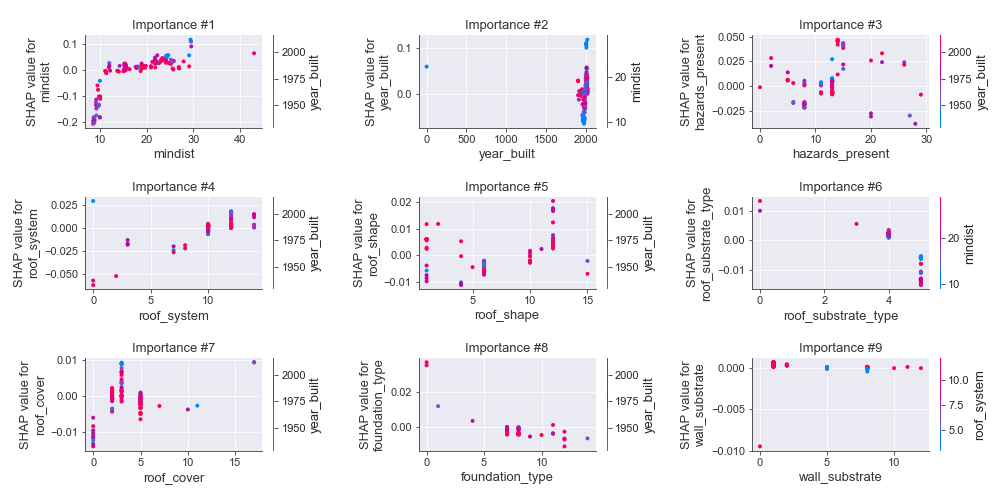 Importance #1
SHAP value for
mindist
0.1
0.0
−0.1
−0.2
10
20
30
40
mindist
2000
1975
1950
year_built
Importance #2
SHAP value for
year_built
0.1
0.0
0
500
1000
1500
2000
year_built
20
10
mindist
Importance #3
SHAP value for
hazards_present
0.050
0.025
0.000
−0.025
0
10
20
30
hazards_present
2000
1975
1950
year_built
Importance #4
SHAP value for
roof_system
0.025
0.000
−0.025
−0.050
0
5
10
roof_system
2000
1975
1950
year_built
Importance #5
SHAP value for
roof_shape
0.02
0.01
0.00
−0.01
5
10
15
roof_shape
2000
1975
1950
year_built
Importance #6
SHAP value for
roof_substrate_type
0.01
0.00
−0.01
0
2
4
roof_substrate_type
20
10
mindist
Importance #7
SHAP value for
roof_cover
0.01
0.00
−0.01
0
5
10
15
roof_cover
2000
1975
1950
year_built
Importance #8
SHAP value for
foundation_type
0.02
0.00
0
5
10
foundation_type
2000
1975
1950
year_built
Importance #9
SHAP value for
wall_substrate
0.000
−0.005
−0.010
0
5
10
wall_substrate
10.0
7.5
5.0
roof_system